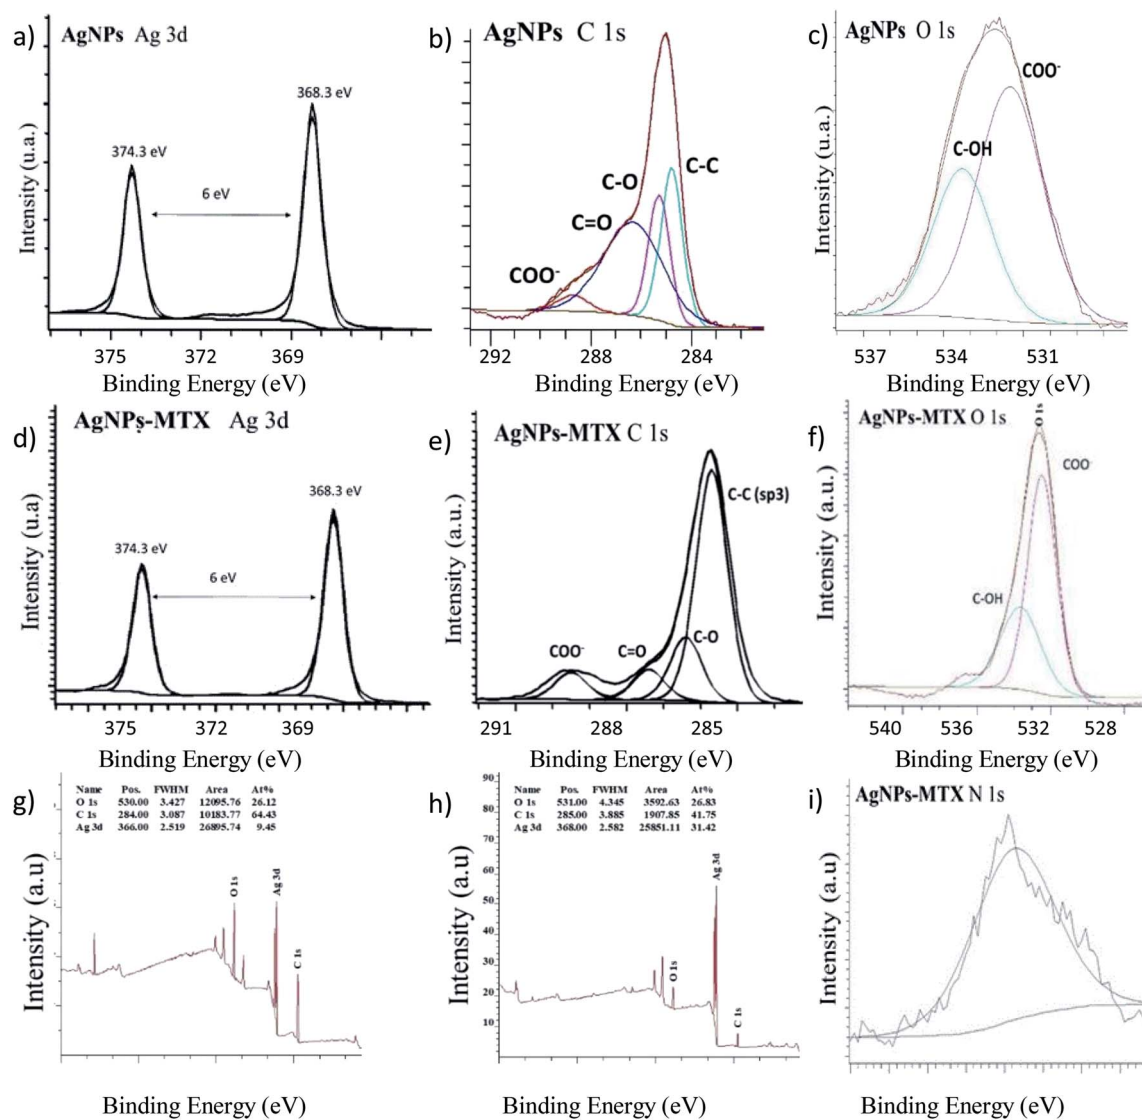 a) AgNPs Ag 3d
368.3 eV
374.3 eV
6 eV
Intensity (u.a.)
375 372 369
Binding Energy (eV)
b) AgNPs C 1s
C-C
C-O
C=O
COO⁻
292 288 284
Binding Energy (eV)
c) AgNPs O 1s
COO⁻
C-OH
Intensity (u.a.)
537 534 531
Binding Energy (eV)
d) AgNPs-MTX Ag 3d
368.3 eV
374.3 eV
6 eV
Intensity (u.a)
375 372 369
Binding Energy (eV)
e) AgNPs-MTX C 1s
C-C (sp3)
COO⁻ C=O C-O
Intensity (a.u.)
291 288 285
Binding Energy (eV)
f) AgNPs-MTX O 1s
O 1s
COO⁻
C-OH
Intensity (a.u.)
540 536 532 528
Binding Energy (eV)
g)
Name Pos. FWHM Area At%
O 1s 530.00 3.427 12095.76 26.12
C 1s 284.00 3.087 10183.77 64.43
Ag 3d 366.00 2.519 26895.74 9.45
O 1s
Ag 3d
C 1s
Intensity (a.u)
Binding Energy (eV)
h)
Name Pos. FWHM Area At%
O 1s 531.00 4.345 3592.63 26.83
C 1s 285.00 3.885 1907.85 41.75
Ag 3d 368.00 2.582 25851.11 31.42
90
80
70
60
50
40
30
20
10
O 1s
Ag 3d
C 1s
Intensity (a.u)
Binding Energy (eV)
i) AgNPs-MTX N 1s
Intensity (a.u)
Binding Energy (eV)